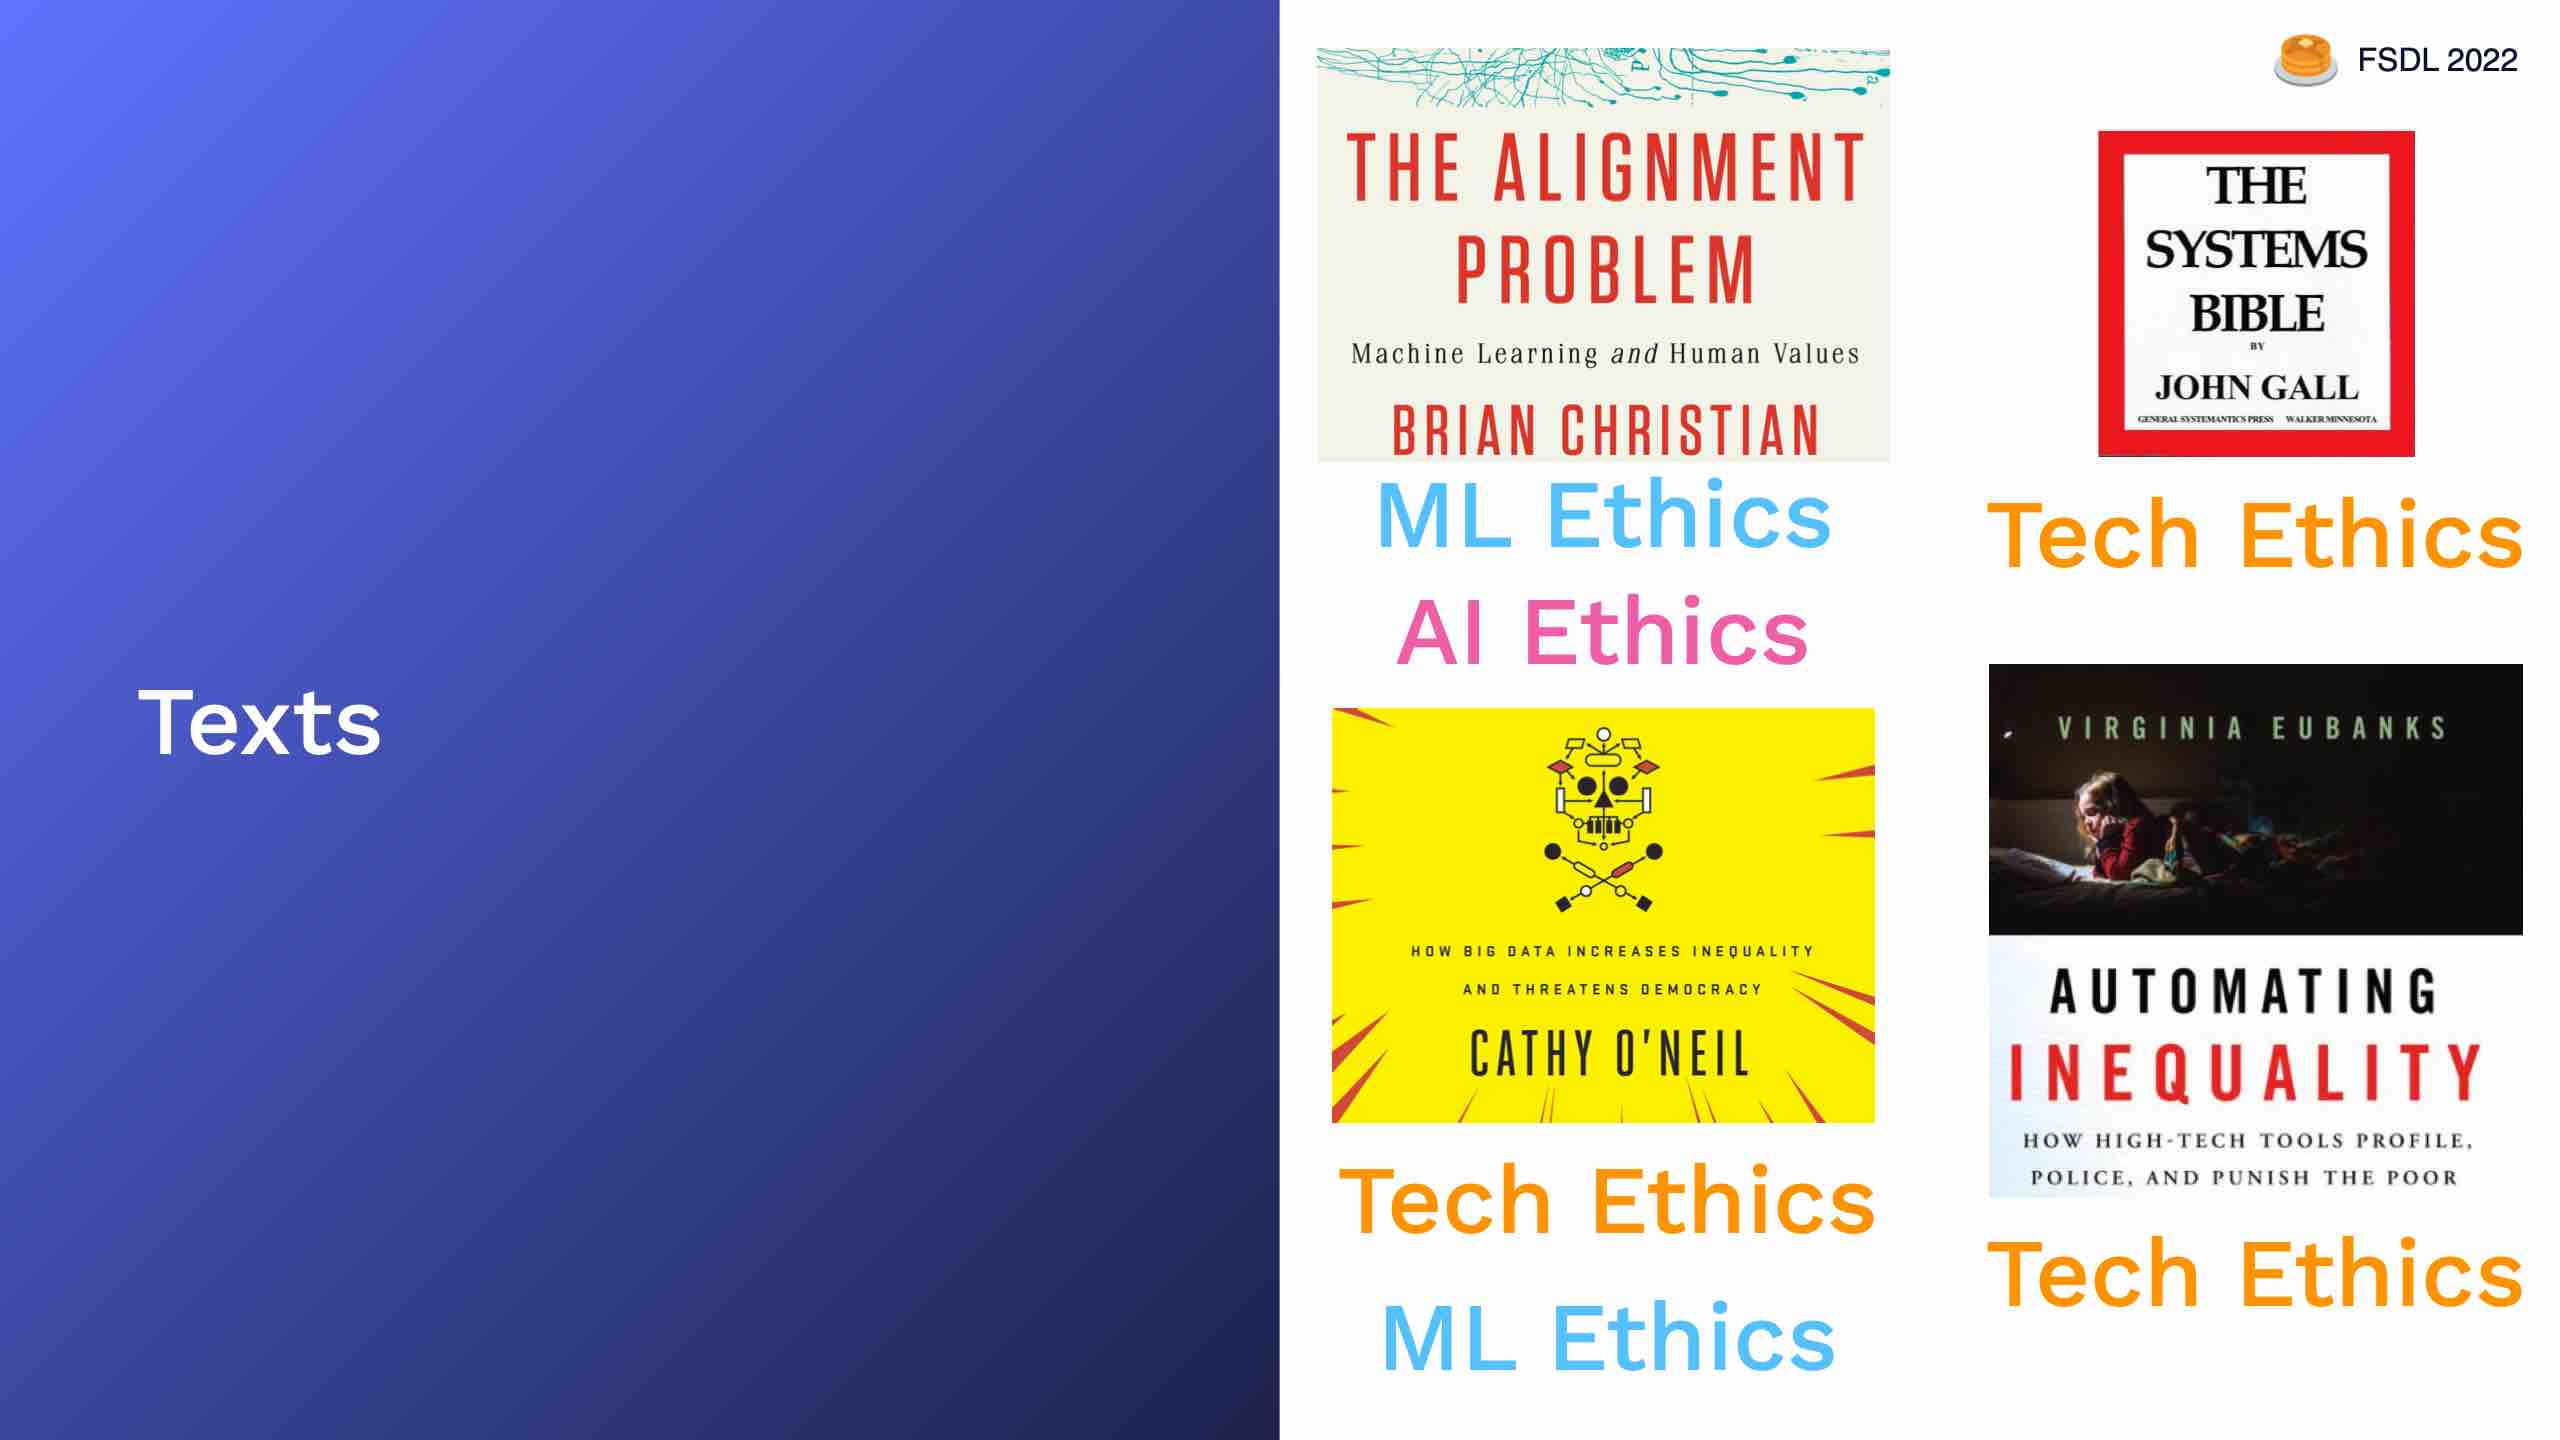 Texts
FSDL 2022
THE ALIGNMENT
PROBLEM
Machine Learning and Human Values
BRIAN CHRISTIAN
ML Ethics
AI Ethics
THE
SYSTEMS
BIBLE
BY
JOHN GALL
GENERAL SYSTEMANTICS PRESS WALKER MINNESOTA
Tech Ethics
HOW BIG DATA INCREASES INEQUALITY
AND THREATENS DEMOCRACY
CATHY O'NEIL
Tech Ethics
ML Ethics
VIRGINIA EUBANKS
AUTOMATING
INEQUALITY
HOW HIGH-TECH TOOLS PROFILE,
POLICE, AND PUNISH THE POOR
Tech Ethics